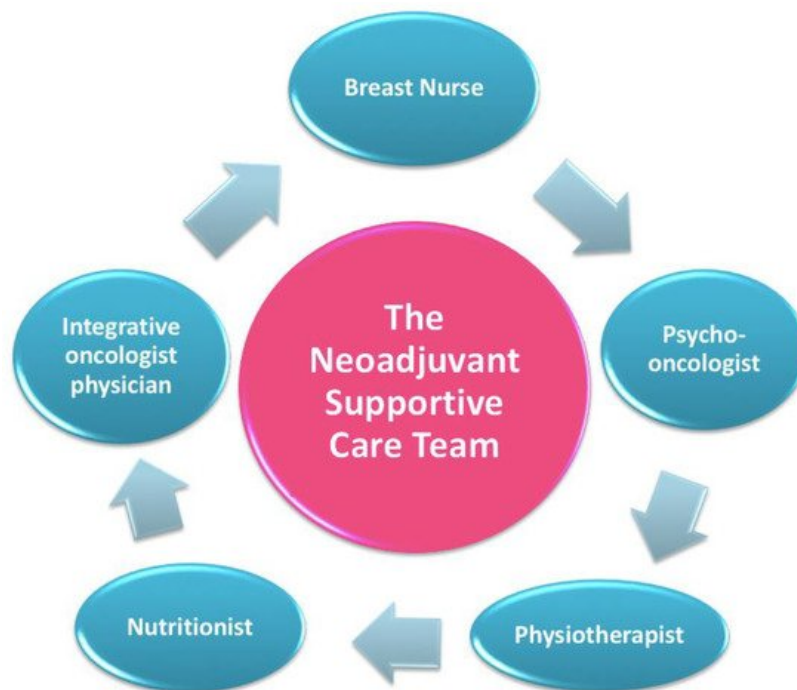 Breast Nurse
The
Neoadjuvant
Supportive
Care Team
Psycho-
oncologist
Physiotherapist
Nutritionist
Integrative
oncologist
physician